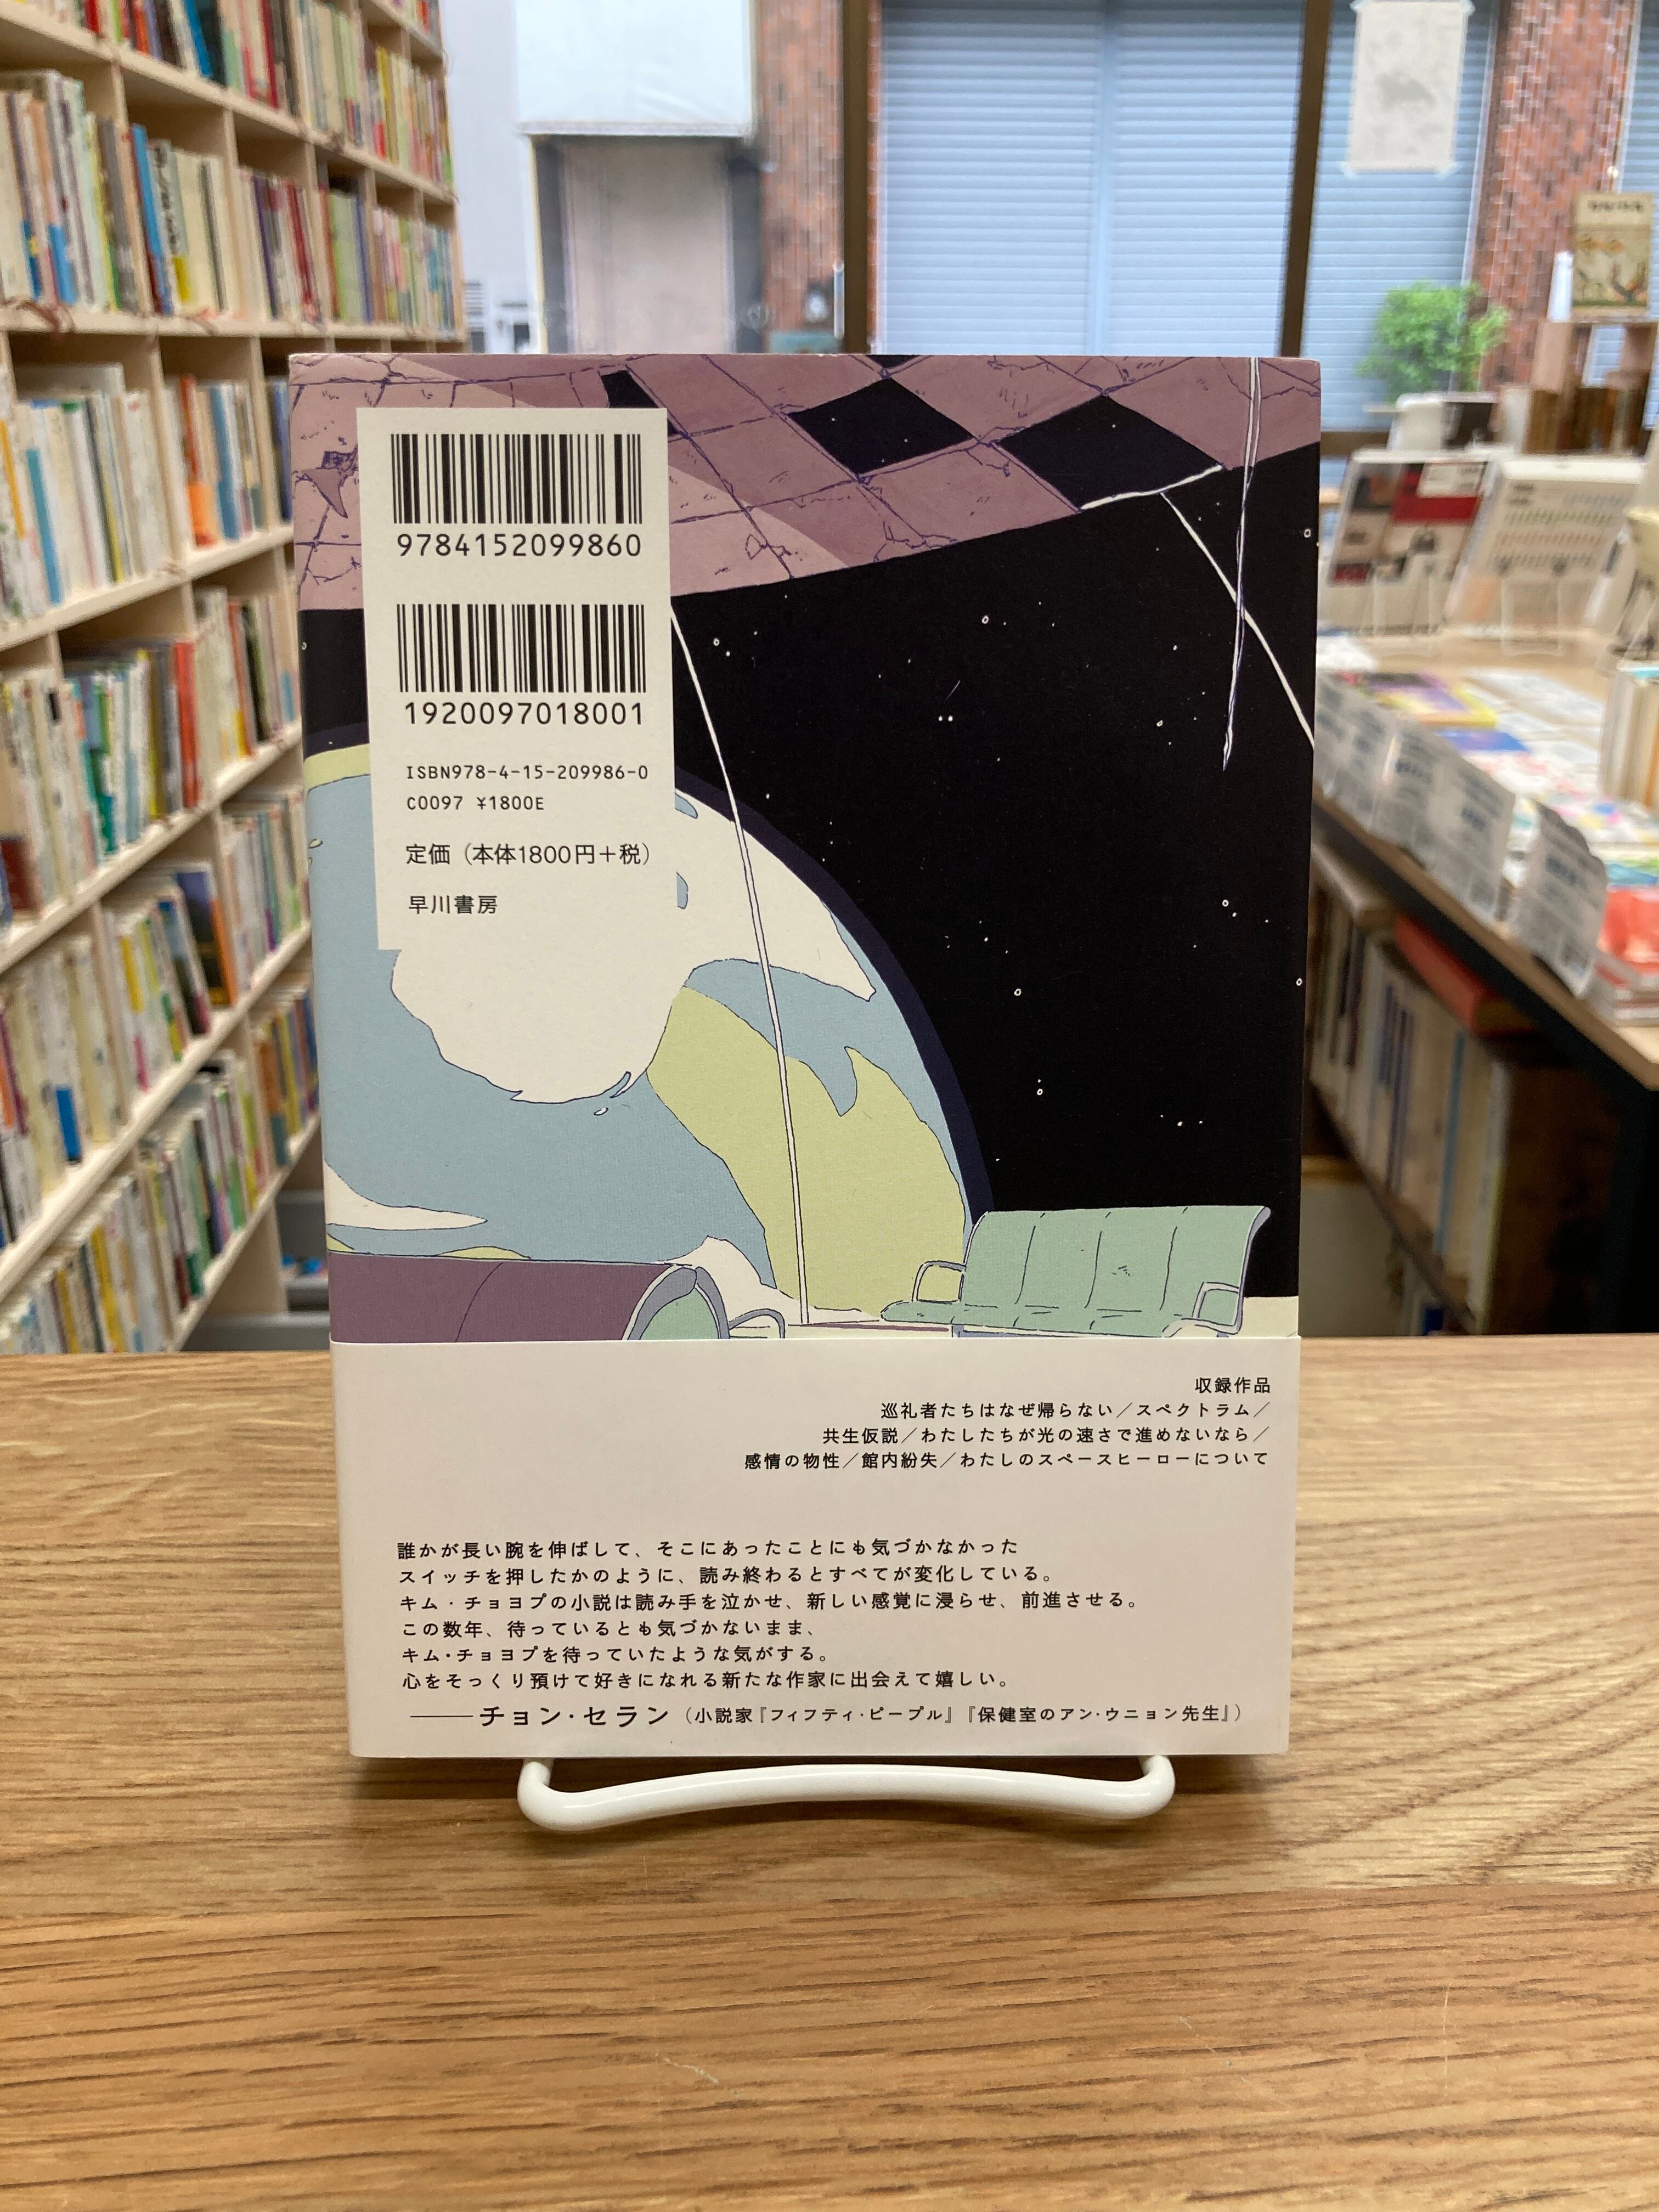 9784152099860
1920097018001
ISBN978-4-15-209986-0
C0097 ¥1800E
定価（本体1800円＋税）
早川書房
収録作品
巡礼者たちはなぜ帰らない／スペクトラム／
共生仮説／わたしたちが光の速さで進めないなら／
感情の物性／館内紛失／わたしのスペースヒーローについて
誰かが長い腕を伸ばして、そこにあったことにも気づかなかった
スイッチを押したかのように、読み終わるとすべてが変化している。
キム・チョヨプの小説は読み手を泣かせ、新しい感覚に浸らせ、前進させる。
この数年、待っているとも気づかないまま、
キム・チョヨプを待っていたような気がする。
心をそっくり預けて好きになれる新たな作家に出会えて嬉しい。
――チョン・セラン（小説家『フィフティ・ピープル』『保健室のアン・ウニョン先生』）